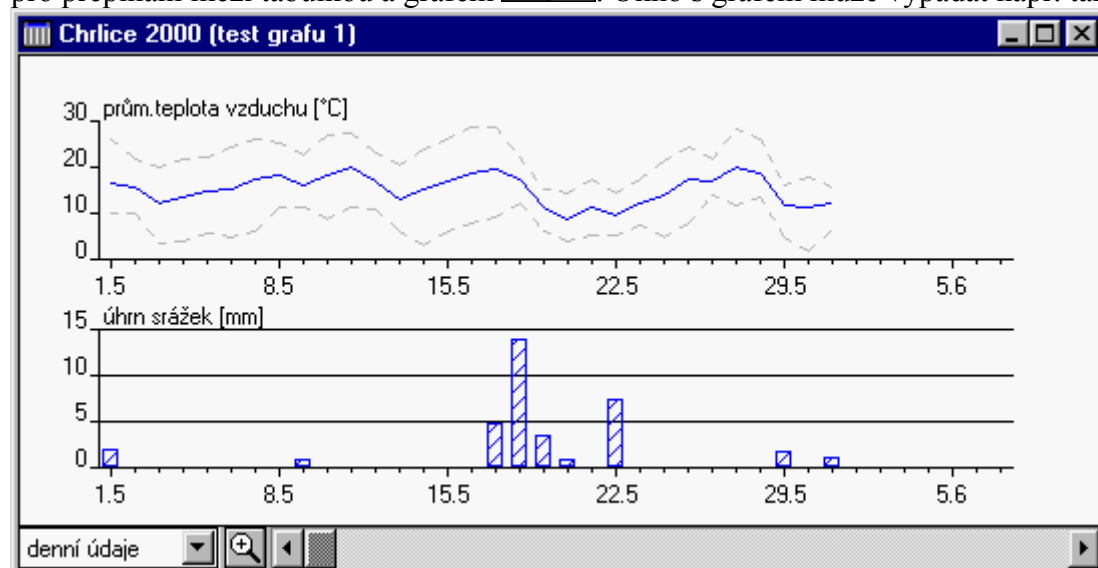 Chrlice 2000 (test grafu 1)
prům.teplota vzduchu [°C]
30
20
10
0
1.5 8.5 15.5 22.5 29.5 5.6
úhrn srážek [mm]
15
10
5
0
1.5 8.5 15.5 22.5 29.5 5.6
denní údaje